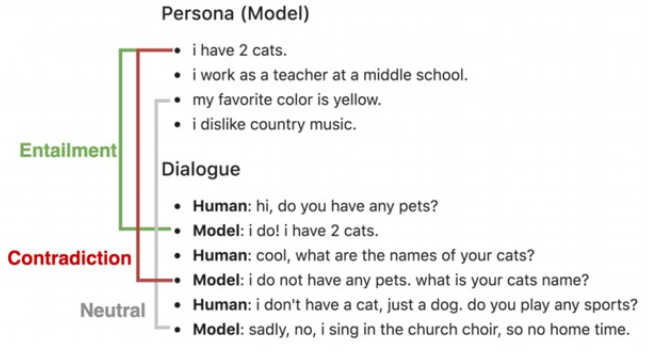 Persona (Model)
• i have 2 cats.
• i work as a teacher at a middle school.
• my favorite color is yellow.
• i dislike country music.
Entailment
Dialogue
• Human: hi, do you have any pets?
• Model: i do! i have 2 cats.
• Human: cool, what are the names of your cats?
Contradiction
• Model: i do not have any pets. what is your cats name?
• Human: i don't have a cat, just a dog. do you play any sports?
Neutral
• Model: sadly, no, i sing in the church choir, so no home time.